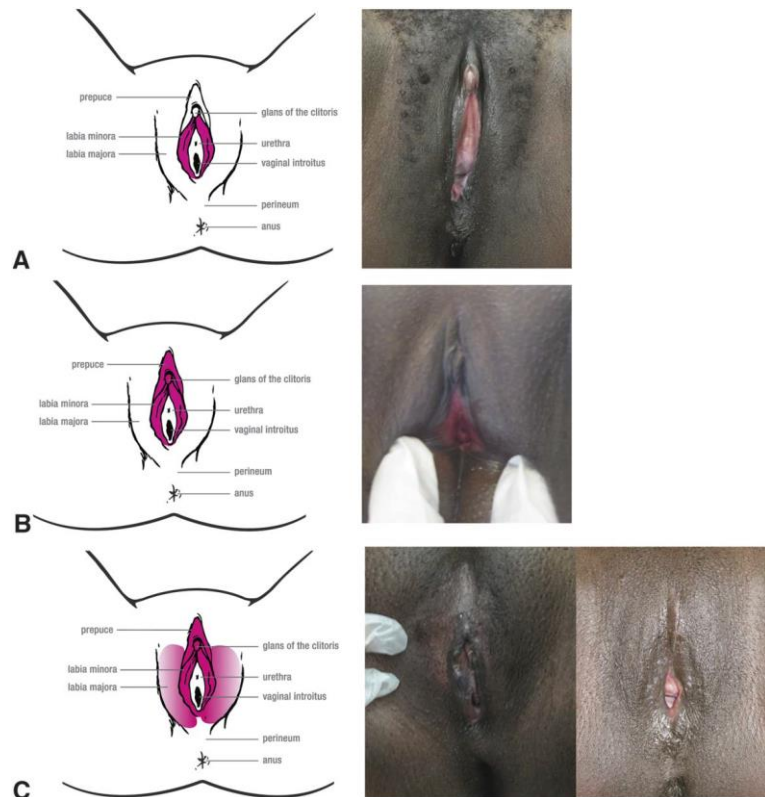 prepuce
glans of the clitoris
labia minora
urethra
labia majora
vaginal introitus
perineum
anus
A
prepuce
glans of the clitoris
labia minora
urethra
labia majora
vaginal introitus
perineum
anus
B
prepuce
glans of the clitoris
labia minora
urethra
labia majora
vaginal introitus
perineum
anus
C